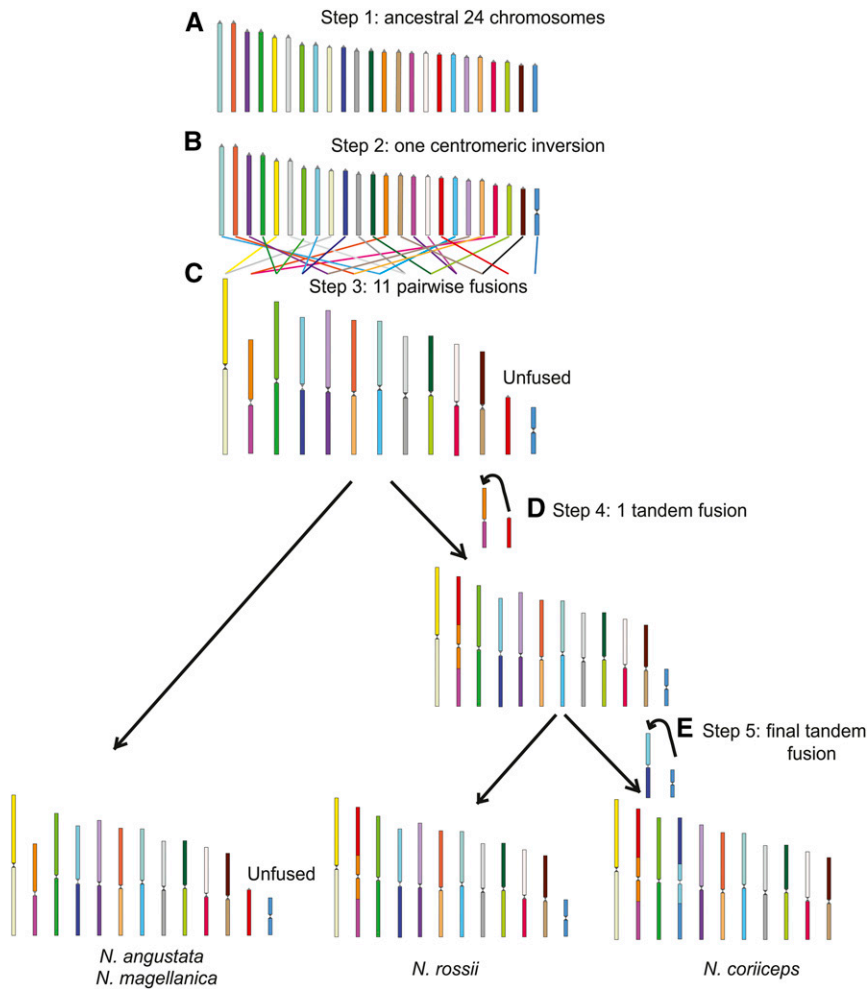 A Step 1: ancestral 24 chromosomes
B Step 2: one centromeric inversion
C Step 3: 11 pairwise fusions
Unfused
D Step 4: 1 tandem fusion
E Step 5: final tandem
fusion
Unfused
N. angustata
N. magellanica
N. rossii
N. coriiceps